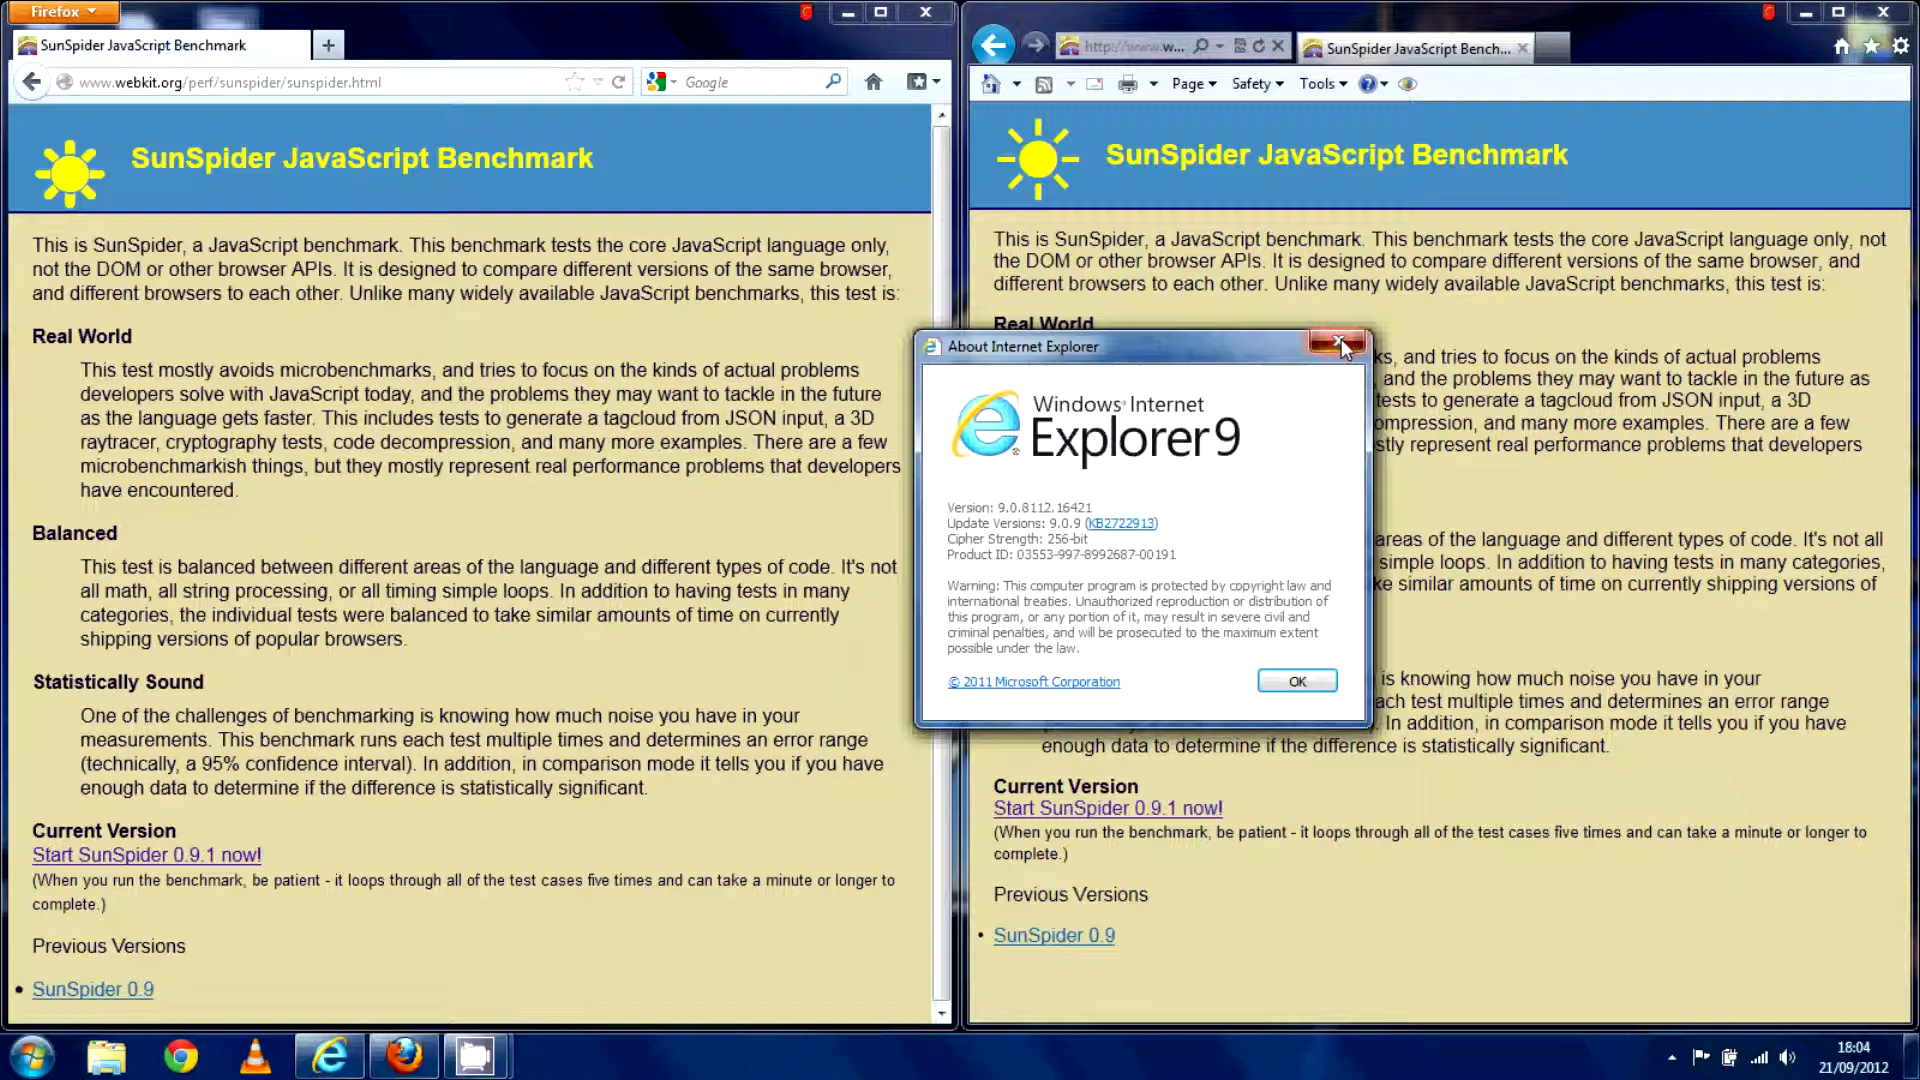 Firefox
SunSpider JavaScript Benchmark
www.webkit.org/perf/sunspider/sunspider.html
Google
SunSpider JavaScript Benchmark
This is SunSpider, a JavaScript benchmark. This benchmark tests the core JavaScript language only,
not the DOM or other browser APIs. It is designed to compare different versions of the same browser,
and different browsers to each other. Unlike many widely available JavaScript benchmarks, this test is:
Real World
This test mostly avoids microbenchmarks, and tries to focus on the kinds of actual problems
developers solve with JavaScript today, and the problems they may want to tackle in the future
as the language gets faster. This includes tests to generate a tagcloud from JSON input, a 3D
raytracer, cryptography tests, code decompression, and many more examples. There are a few
microbenchmarkish things, but they mostly represent real performance problems that developers
have encountered.
Balanced
This test is balanced between different areas of the language and different types of code. It's not
all math, all string processing, or all timing simple loops. In addition to having tests in many
categories, the individual tests were balanced to take similar amounts of time on currently
shipping versions of popular browsers.
Statistically Sound
One of the challenges of benchmarking is knowing how much noise you have in your
measurements. This benchmark runs each test multiple times and determines an error range
(technically, a 95% confidence interval). In addition, in comparison mode it tells you if you have
enough data to determine if the difference is statistically significant.
Current Version
Start SunSpider 0.9.1 now!
(When you run the benchmark, be patient - it loops through all of the test cases five times and can take a minute or longer to
complete.)
Previous Versions
• SunSpider 0.9
http://www.w...
SunSpider JavaScript Bench...
Page
Safety
Tools
SunSpider JavaScript Benchmark
This is SunSpider, a JavaScript benchmark. This benchmark tests the core JavaScript language only, not
the DOM or other browser APIs. It is designed to compare different versions of the same browser, and
different browsers to each other. Unlike many widely available JavaScript benchmarks, this test is:
Real World
ks, and tries to focus on the kinds of actual problems
, and the problems they may want to tackle in the future as
tests to generate a tagcloud from JSON input, a 3D
ompression, and many more examples. There are a few
stly represent real performance problems that developers
areas of the language and different types of code. It's not all
simple loops. In addition to having tests in many categories,
ke similar amounts of time on currently shipping versions of
is knowing how much noise you have in your
ach test multiple times and determines an error range
In addition, in comparison mode it tells you if you have
enough data to determine if the difference is statistically significant.
Current Version
Start SunSpider 0.9.1 now!
(When you run the benchmark, be patient - it loops through all of the test cases five times and can take a minute or longer to
complete.)
Previous Versions
• SunSpider 0.9
About Internet Explorer
Windows® Internet
Explorer 9
Version: 9.0.8112.16421
Update Versions: 9.0.9 (KB2722913)
Cipher Strength: 256-bit
Product ID: 03553-997-8992687-00191
Warning: This computer program is protected by copyright law and
international treaties. Unauthorized reproduction or distribution of
this program, or any portion of it, may result in severe civil and
criminal penalties, and will be prosecuted to the maximum extent
possible under the law.
© 2011 Microsoft Corporation
OK
18:04
21/09/2012